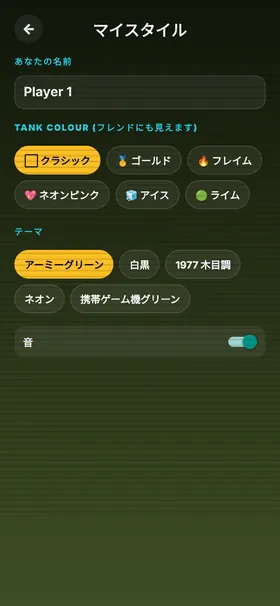 マイスタイル
あなたの名前
Player 1
TANK COLOUR (フレンドにも見えます)
クラシック 🥇 ゴールド 🔥 フレイム
💖 ネオンピンク 🧊 アイス 🟢 ライム
テーマ
アーミーグリーン 白黒 1977 木目調
ネオン 携帯ゲーム機グリーン
音